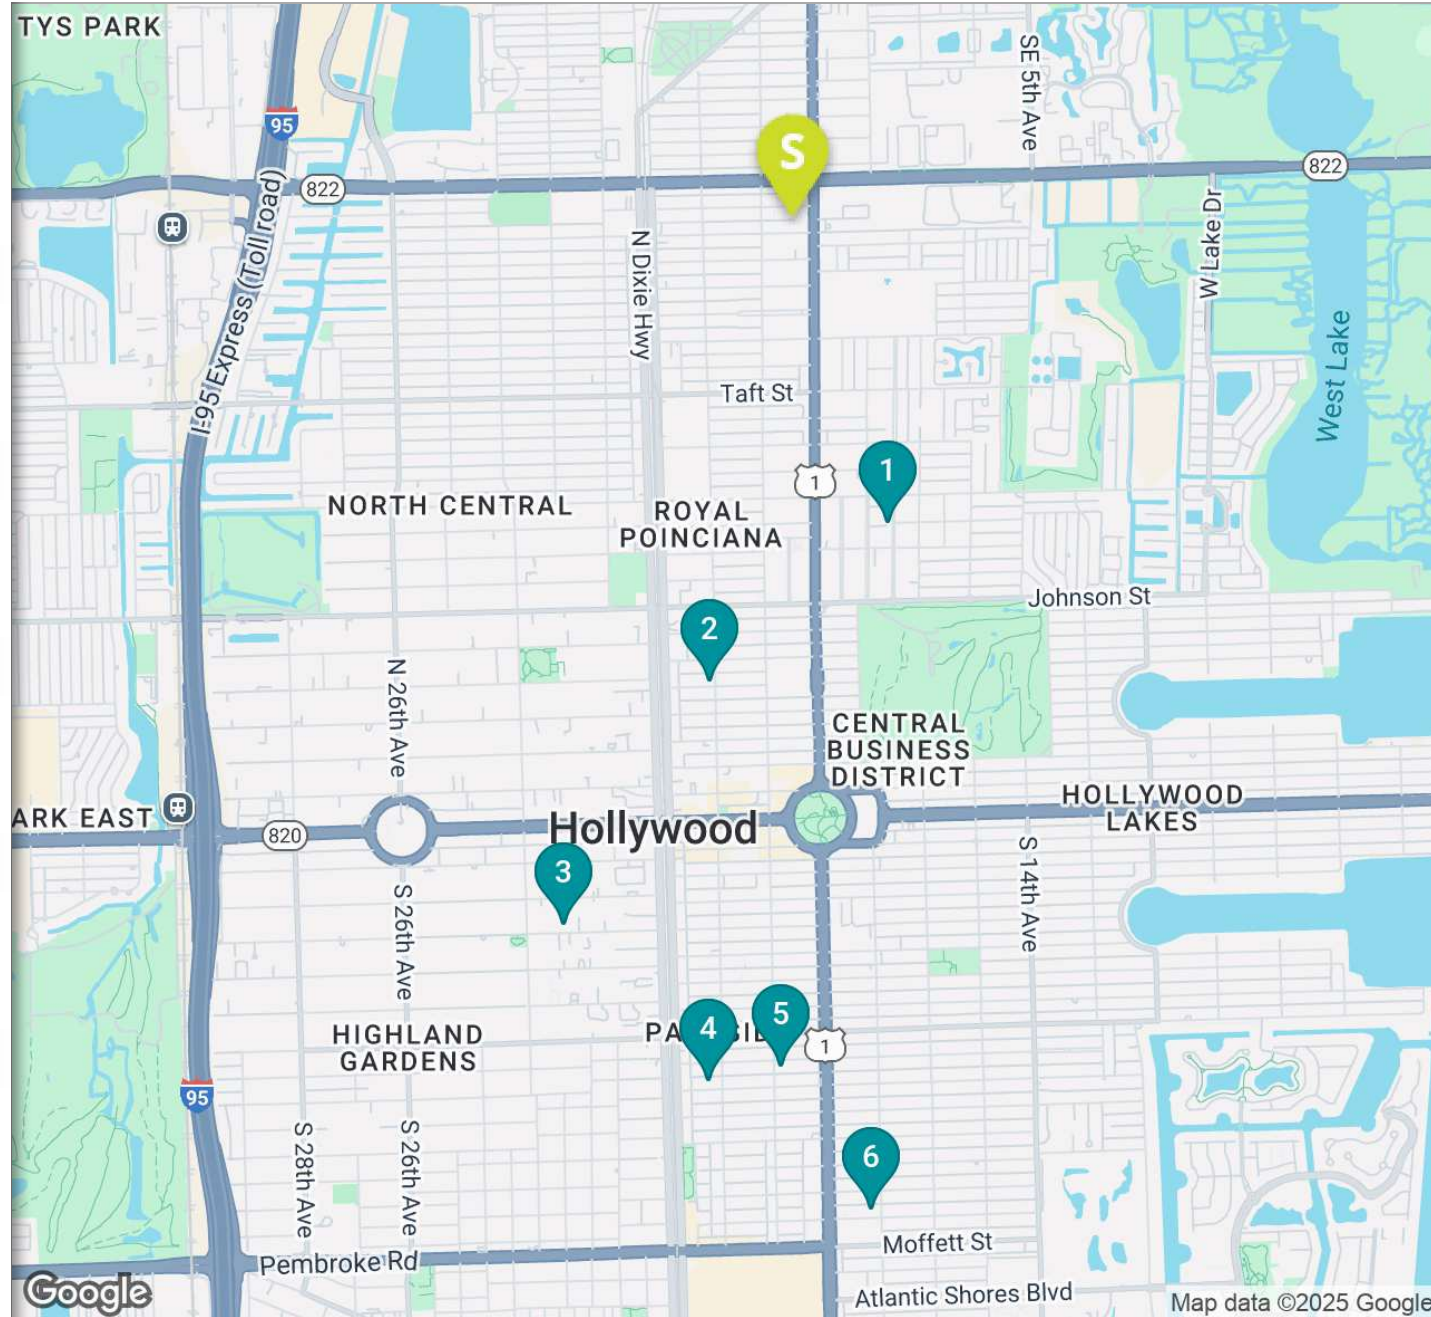 TYS PARK
SE 5th Ave
95
S
822
822
I-95 Express (Toll road)
N Dixie Hwy
W Lake Dr
West Lake
Taft St
1
1
NORTH CENTRAL
ROYAL
POINCIANA
Johnson St
2
N 26th Ave
CENTRAL
BUSINESS
DISTRICT
HOLLYWOOD
LAKES
ARK EAST
820
Hollywood
3
S 26th Ave
S 14th Ave
HIGHLAND
GARDENS
4
5
1
95
S 28th Ave
S 26th Ave
6
Moffett St
Pembroke Rd
Atlantic Shores Blvd
Google
Map data ©2025 Google